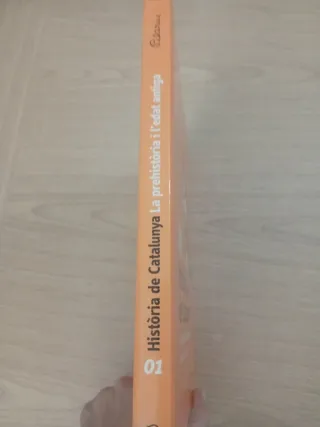 01 Història de Catalunya La prehistòria i l'edat antiga